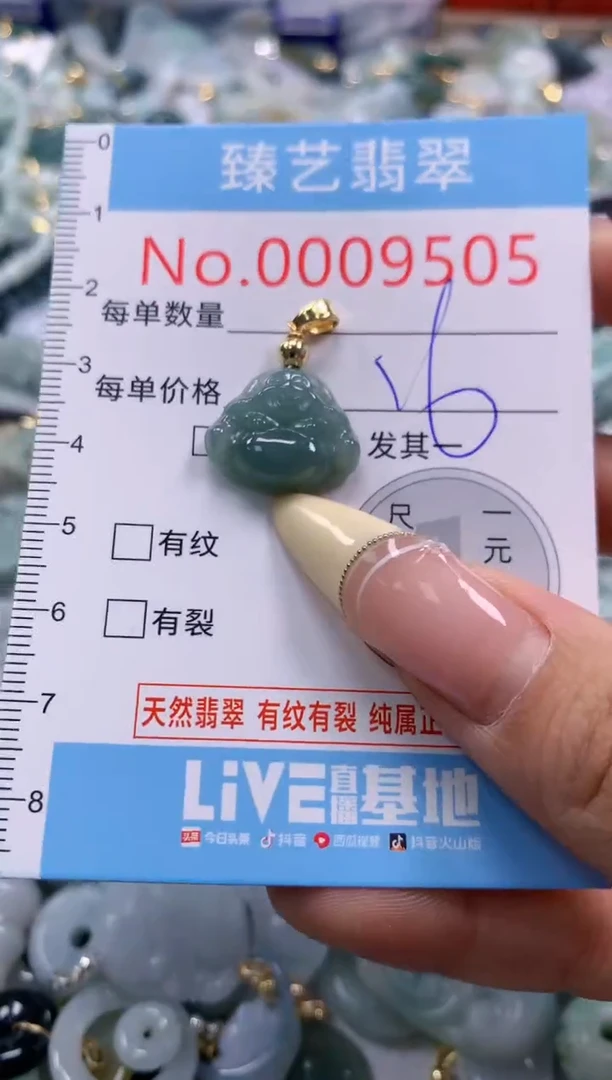 0
臻艺翡翠
1
No.0009505
2
每单数量
3
每单价格
4
发其一
尺 一
元
5
有纹
6
有裂
7
天然翡翠 有纹有裂 纯属正
LiVE直播基地
8
今日头条 抖音 西瓜视频 抖音火山版